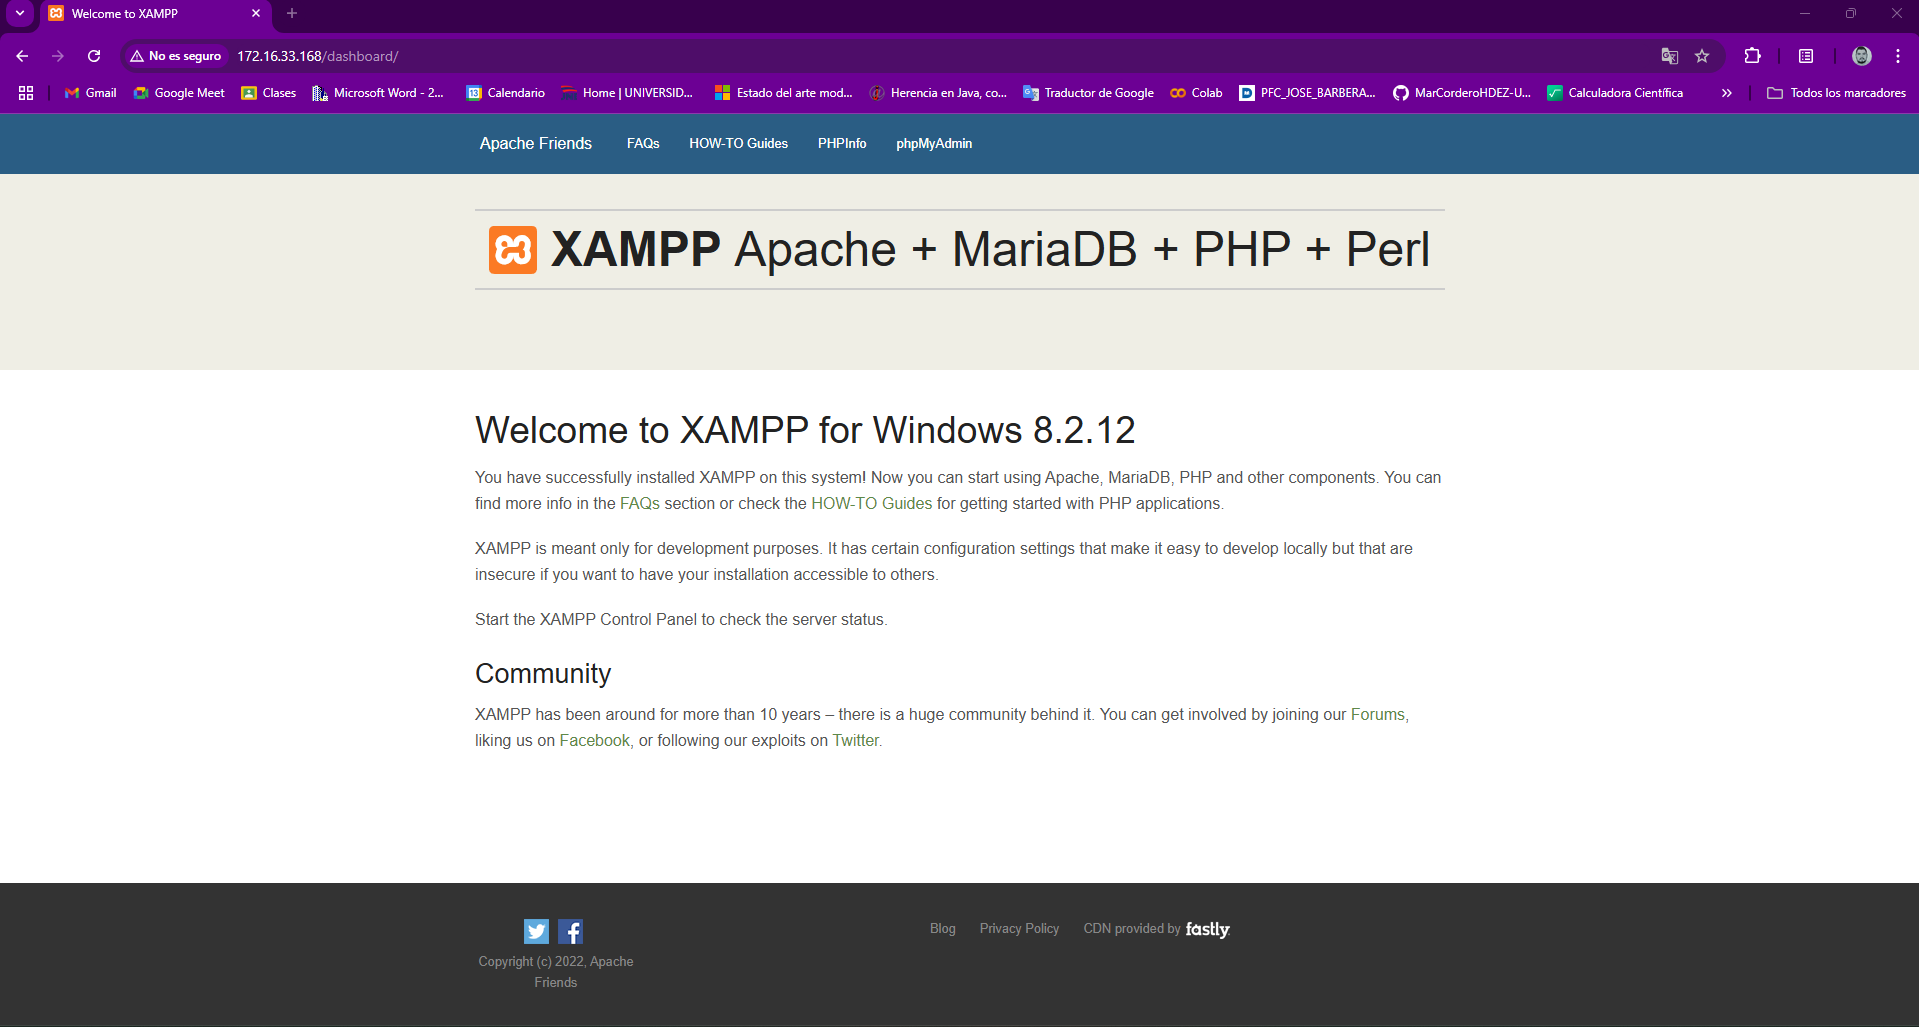 Welcome to XAMPP
No es seguro 172.16.33.168/dashboard/
Gmail Google Meet Clases Microsoft Word - 2... Calendario Home | UNIVERSID... Estado del arte mod... Herencia en Java, co... Traductor de Google Colab PFC_JOSE_BARBERA... MarCorderoHDEZ-U... Calculadora Científica Todos los marcadores
Apache Friends FAQs HOW-TO Guides PHPInfo phpMyAdmin
XAMPP Apache + MariaDB + PHP + Perl
Welcome to XAMPP for Windows 8.2.12
You have successfully installed XAMPP on this system! Now you can start using Apache, MariaDB, PHP and other components. You can
find more info in the FAQs section or check the HOW-TO Guides for getting started with PHP applications.
XAMPP is meant only for development purposes. It has certain configuration settings that make it easy to develop locally but that are
insecure if you want to have your installation accessible to others.
Start the XAMPP Control Panel to check the server status.
Community
XAMPP has been around for more than 10 years – there is a huge community behind it. You can get involved by joining our Forums,
liking us on Facebook, or following our exploits on Twitter.
Blog Privacy Policy CDN provided by fastly
Copyright (c) 2022, Apache
Friends